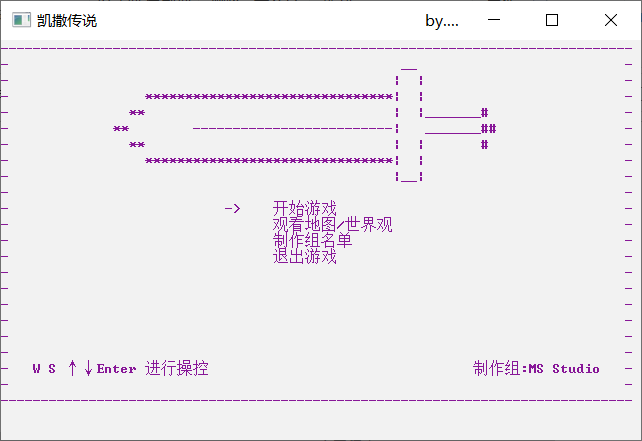 凯撒传说 by....
-> 开始游戏
观看地图/世界观
制作组名单
退出游戏
W S ↑↓Enter 进行操控 制作组:MS Studio